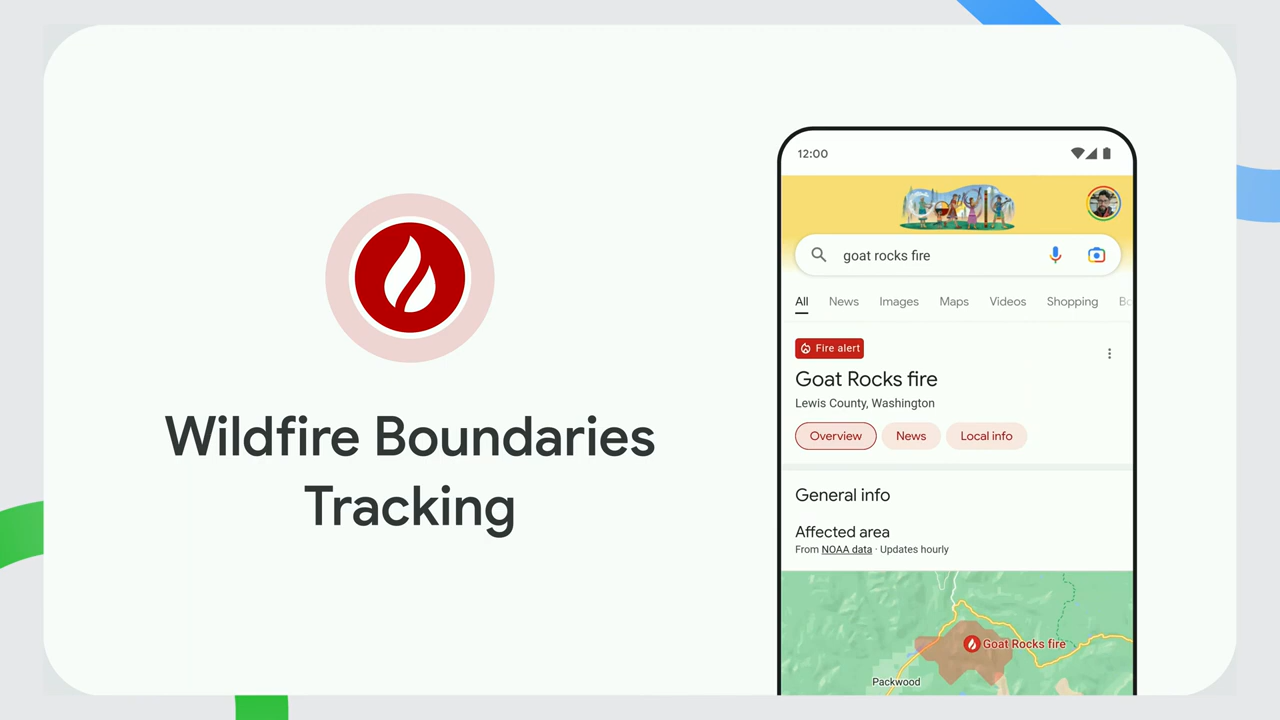 Wildfire Boundaries
Tracking
12:00
goat rocks fire
All News Images Maps Videos Shopping
Fire alert
Goat Rocks fire
Lewis County, Washington
Overview News Local info
General info
Affected area
From NOAA data · Updates hourly
Goat Rocks fire
Packwood